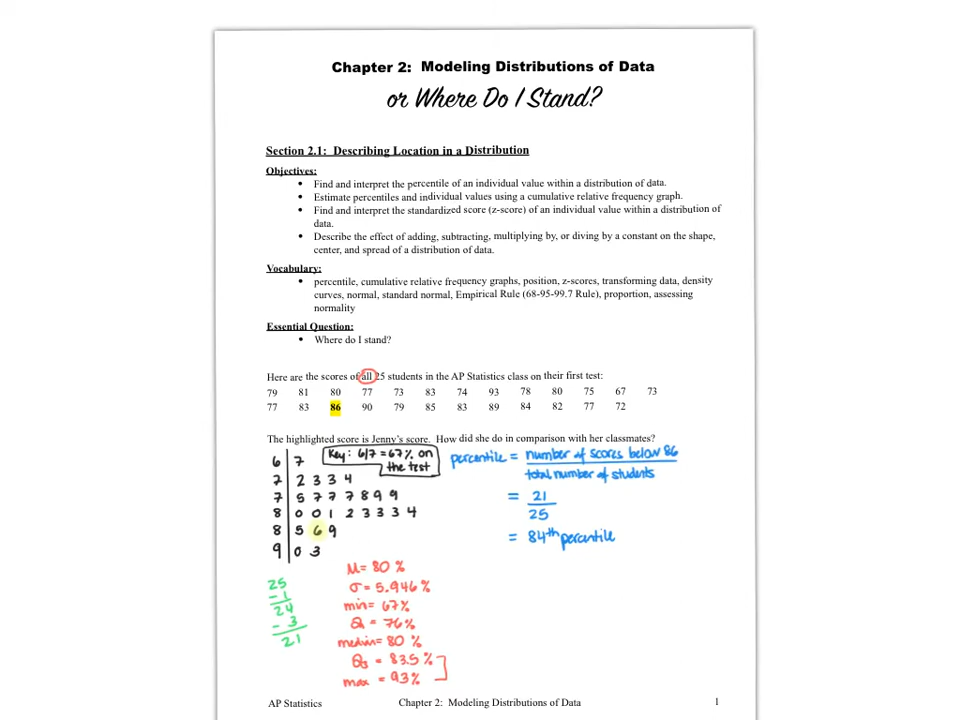 Chapter 2: Modeling Distributions of Data
or Where Do I Stand?
Section 2.1: Describing Location in a Distribution
Objectives:
• Find and interpret the percentile of an individual value within a distribution of data.
• Estimate percentiles and individual values using a cumulative relative frequency graph.
• Find and interpret the standardized score (z-score) of an individual value within a distribution of
data.
• Describe the effect of adding, subtracting, multiplying by, or diving by a constant on the shape,
center, and spread of a distribution of data.
Vocabulary:
• percentile, cumulative relative frequency graphs, position, z-scores, transforming data, density
curves, normal, standard normal, Empirical Rule (68-95-99.7 Rule), proportion, assessing
normality
Essential Question:
• Where do I stand?
Here are the scores of all 25 students in the AP Statistics class on their first test:
79 81 80 77 73 83 74 93 78 80 75 67 73
77 83 86 90 79 85 83 89 84 82 77 72
The highlighted score is Jenny's score. How did she do in comparison with her classmates?
6 | 7
7 | 2 3 3 4
7 | 5 7 7 7 8 9 9
8 | 0 0 1 2 3 3 3 4
8 | 5 6 9
9 | 0 3
Key: 6|7 = 67% on
the test
percentile = number of scores below 86
total number of students
= 21
25
= 84th percentile
25
- 1
24
- 3
21
μ = 80 %
σ = 5.946 %
min = 67%
Q₁ = 76%
median = 80 %
Q₃ = 83.5 %
max = 93%
AP Statistics Chapter 2: Modeling Distributions of Data 1